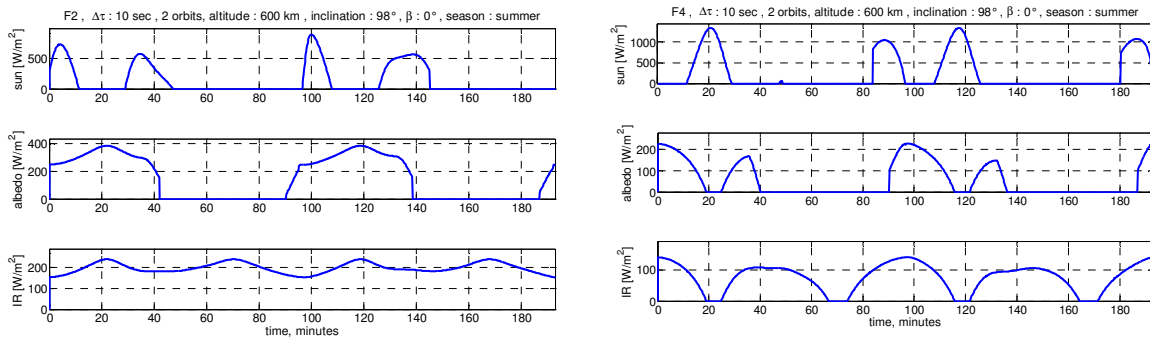 F2 , Δτ : 10 sec , 2 orbits, altitude : 600 km , inclination : 98° , β : 0° , season : summer
sun [W/m²]
500
0
0 20 40 60 80 100 120 140 160 180
albedo [W/m²]
400
200
0
0 20 40 60 80 100 120 140 160 180
IR [W/m²]
200
100
0
0 20 40 60 80 100 120 140 160 180
time, minutes
F4 , Δτ : 10 sec , 2 orbits, altitude : 600 km , inclination : 98° , β : 0° , season : summer
sun [W/m²]
1000
500
0
0 20 40 60 80 100 120 140 160 180
albedo [W/m²]
200
100
0
0 20 40 60 80 100 120 140 160 180
IR [W/m²]
100
0
0 20 40 60 80 100 120 140 160 180
time, minutes